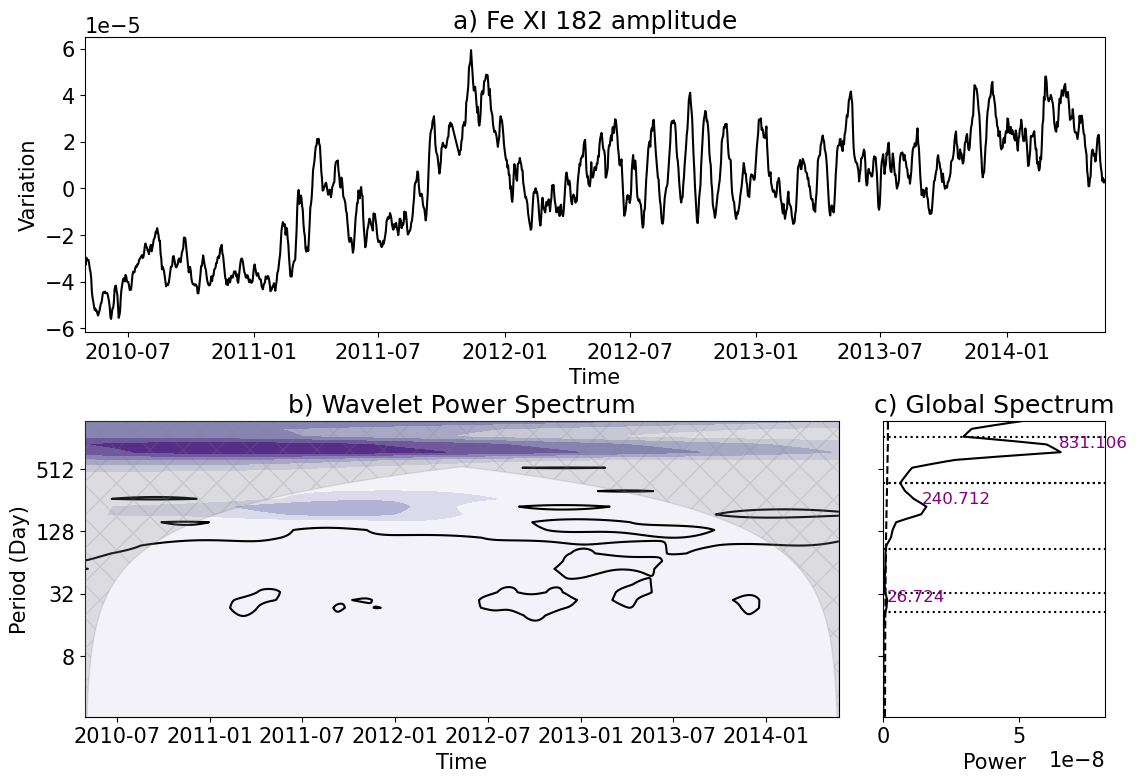 a) Fe XI 182 amplitude
1e−5
6
4
2
0
−2
−4
−6
Variation
2010-07 2011-01 2011-07 2012-01 2012-07 2013-01 2013-07 2014-01
Time
b) Wavelet Power Spectrum
512
128
32
8
Period (Day)
2010-07 2011-01 2011-07 2012-01 2012-07 2013-01 2013-07 2014-01
Time
c) Global Spectrum
831.106
240.712
26.724
0 5
Power 1e−8